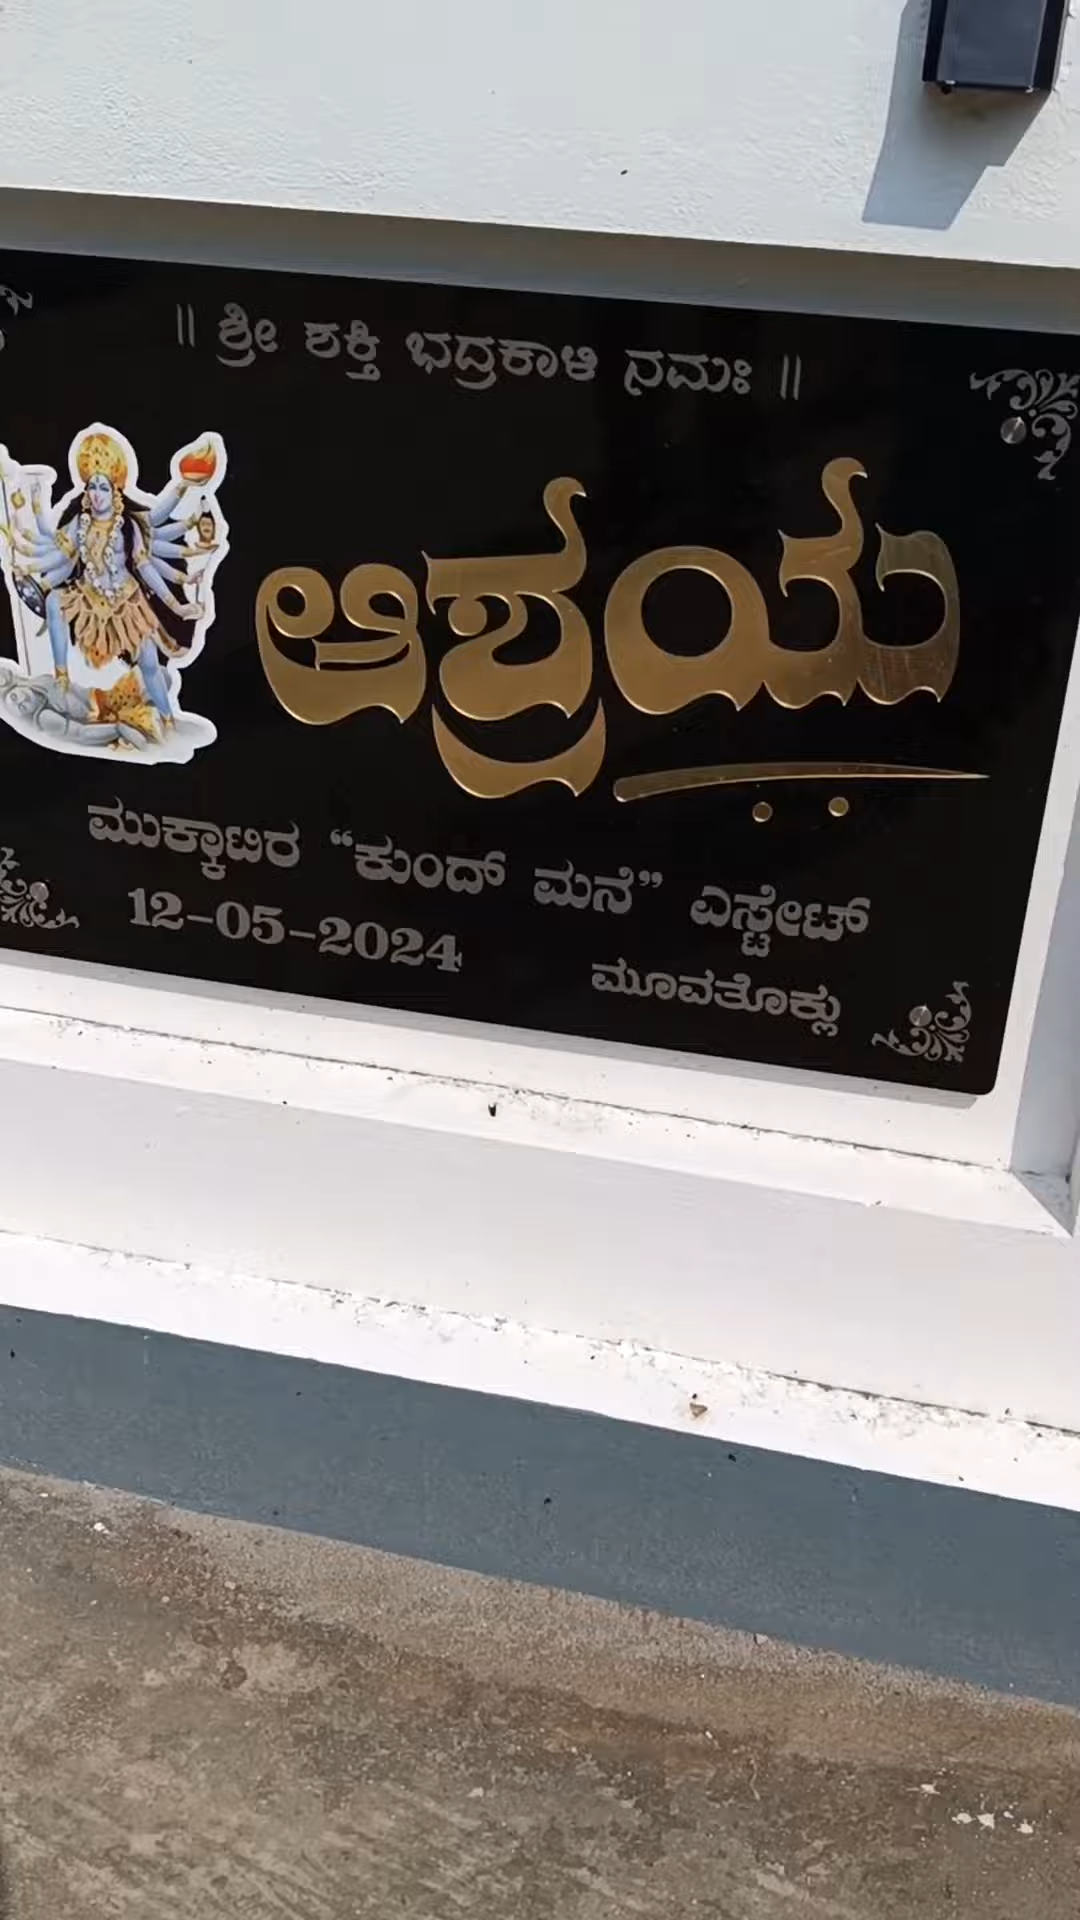 || ಶ್ರೀ ಶಕ್ತಿ ಭದ್ರಕಾಳಿ ನಮಃ ||
ಆಶ್ರಯ
ಮುಕ್ಕಾಟಿರ “ಕುಂದ್ ಮನೆ” ಎಸ್ಟೇಟ್
12-05-2024
ಮೂವತೊಕ್ಲು